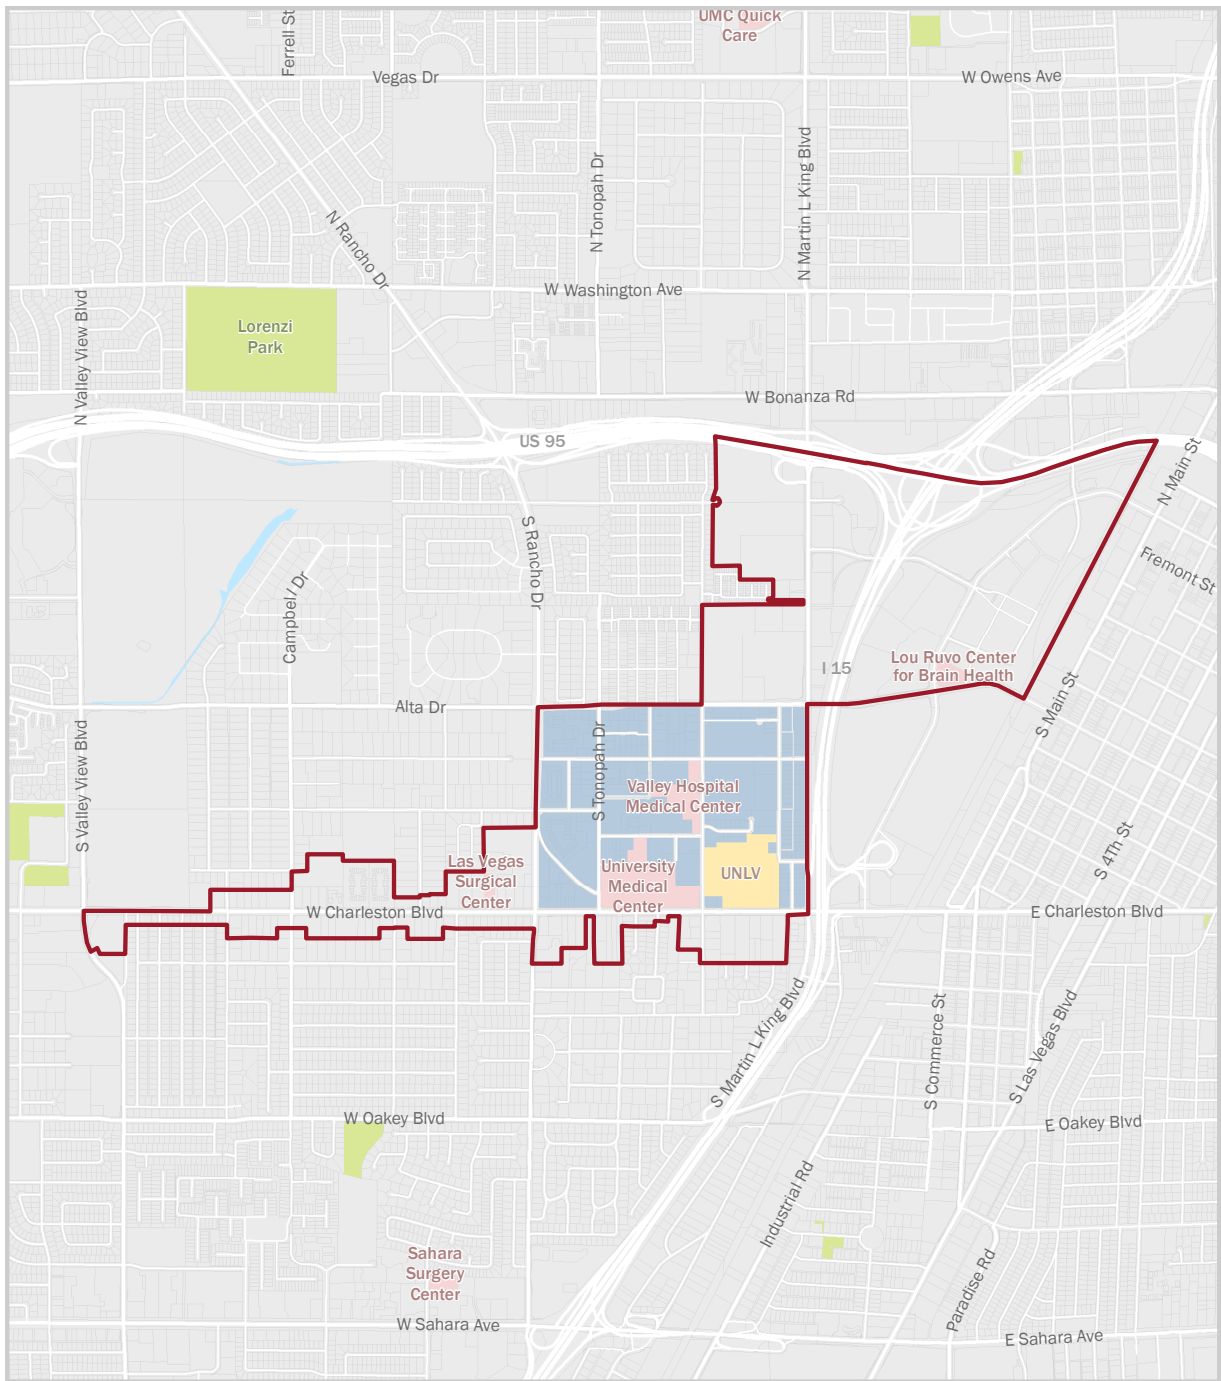 UMC Quick
Care
Ferrell St
Vegas Dr
W Owens Ave
N Tonopah Dr
N Martin L King Blvd
N Rancho Dr
W Washington Ave
N Valley View Blvd
Lorenzi
Park
W Bonanza Rd
US 95
N Main St
Fremont St
S Rancho Dr
Campbel l Dr
I 15
Lou Ruvo Center
for Brain Health
S Main St
Alta Dr
S Valley View Blvd
S Tonopah Dr
Valley Hospital
Medical Center
S 4Th St
Las Vegas
Surgical
Center
University
Medical
Center
UNLV
W Charleston Blvd
E Charleston Blvd
S Martin L King Blvd
S Commerce St
S Las Vegas Blvd
W Oakey Blvd
E Oakey Blvd
Industrial Rd
Sahara
Surgery
Center
Paradise Rd
W Sahara Ave
E Sahara Ave